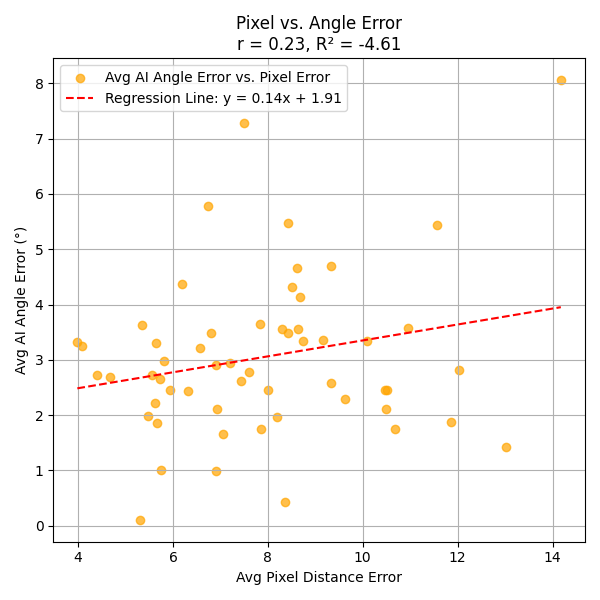 Pixel vs. Angle Error
r = 0.23, R² = -4.61
Avg AI Angle Error vs. Pixel Error
Regression Line: y = 0.14x + 1.91
8
7
6
5
4
3
2
1
0
Avg AI Angle Error (°)
4 6 8 10 12 14
Avg Pixel Distance Error